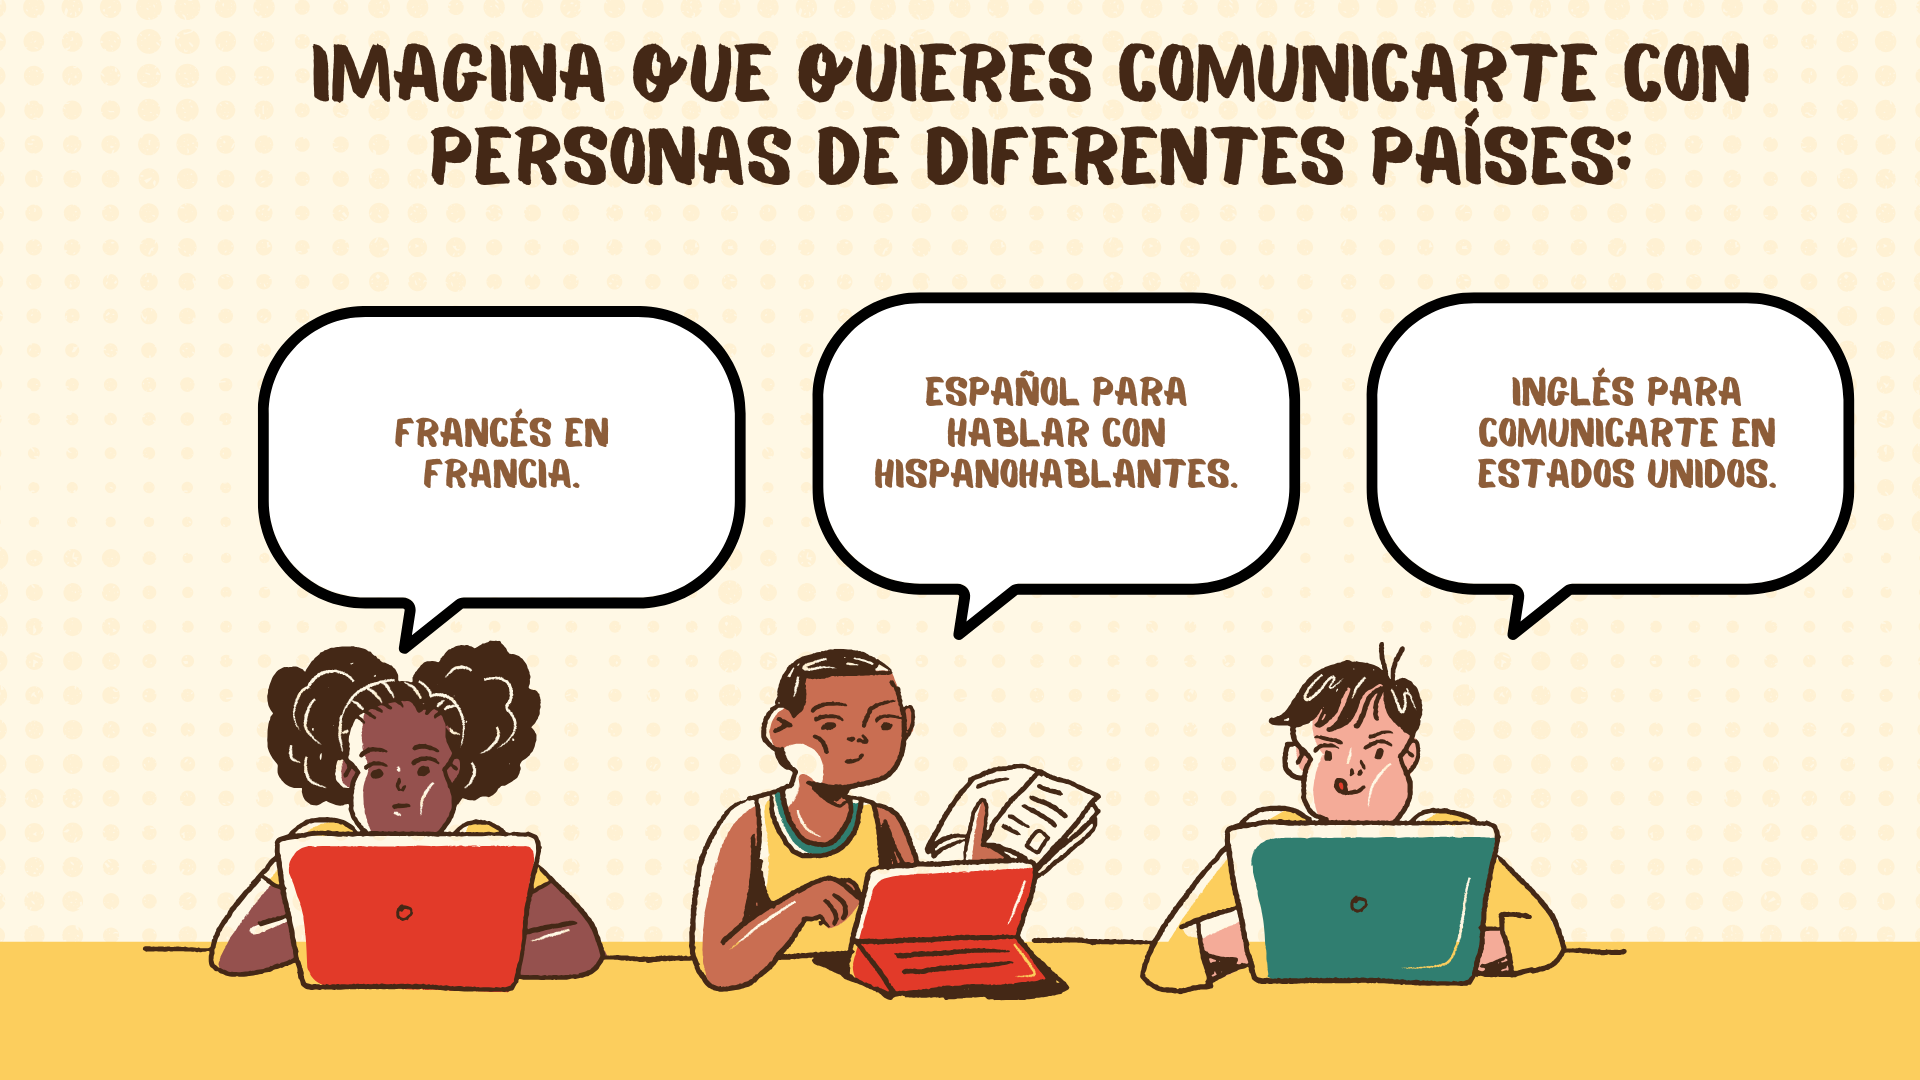 IMAGINA QUE QUIERES COMUNICARTE CON
PERSONAS DE DIFERENTES PAÍSES:
FRANCÉS EN
FRANCIA.
ESPAÑOL PARA
HABLAR CON
HISPANOHABLANTES.
INGLÉS PARA
COMUNICARTE EN
ESTADOS UNIDOS.